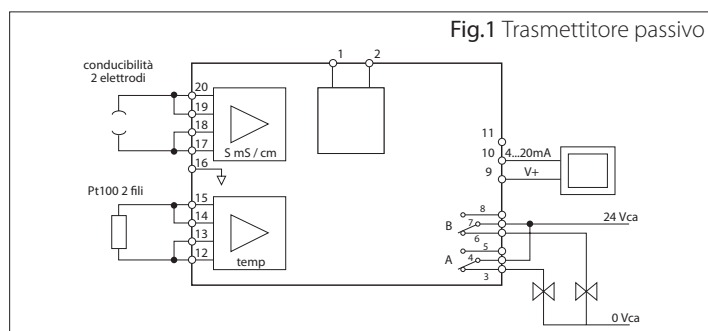 Fig.1 Trasmettitore passivo
conducibilità
2 elettrodi
1 2
20
19
18
17
S mS / cm
16
Pt100 2 fili
15
14
13
12
temp
11
10 4...20mA
9 V+
8
B 7
6
5
A 4
3
24 Vca
0 Vca